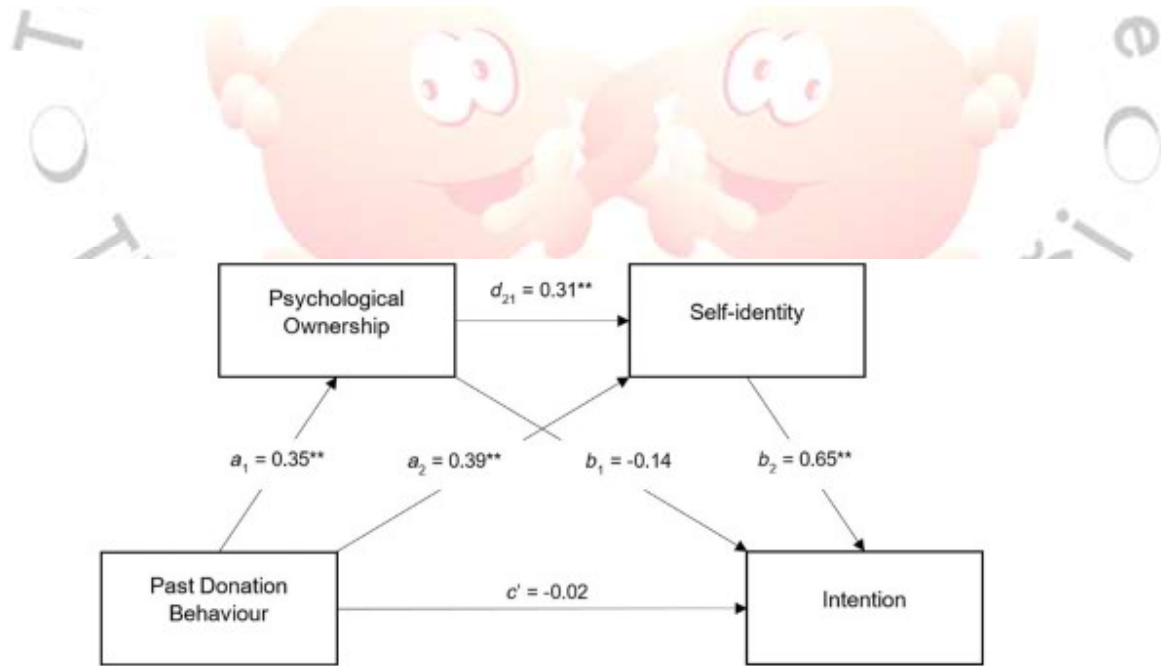 Psychological
Ownership
d₂₁ = 0.31**
Self-identity
a₁ = 0.35**
a₂ = 0.39**
b₁ = -0.14
b₂ = 0.65**
Past Donation
Behaviour
c' = -0.02
Intention